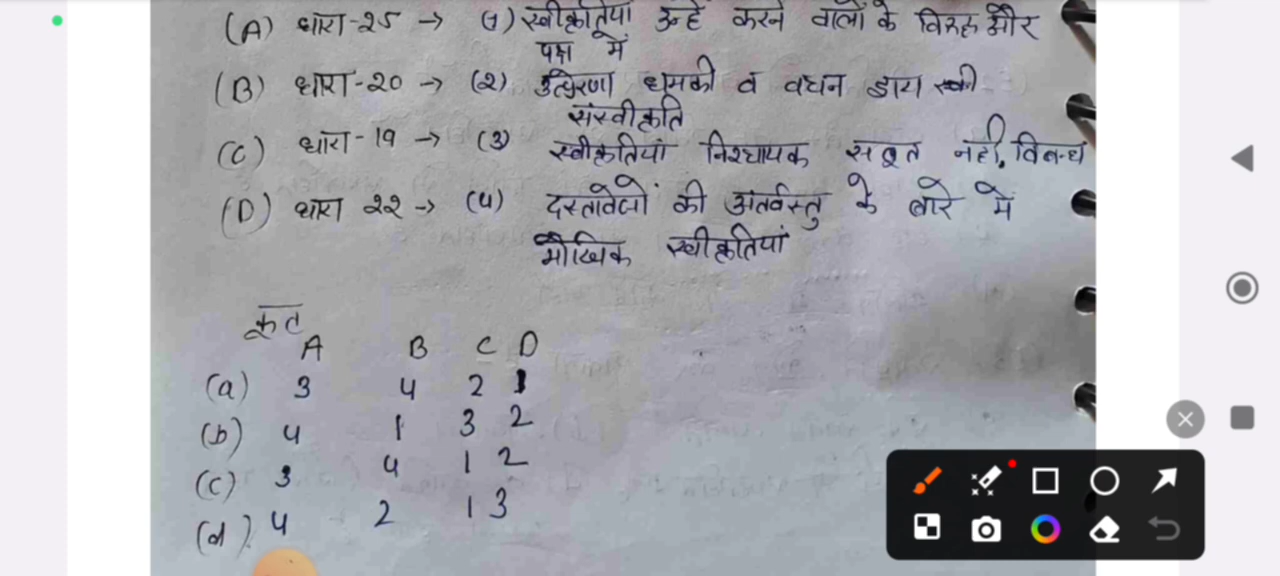 (A) धारा-25 → (1) स्वीकृतियां उन्हें करने वालों के विरूद्ध और
पक्ष में
(B) धारा-20 → (2) उत्प्रेरणा धमकी व वचन द्वारा की
संस्वीकृति
(C) धारा-19 → (3) स्वीकृतियां निश्चायक सबूत नहीं, विबन्ध
(D) धारा 22 → (4) दस्तावेजों की अंतर्वस्तु के बारे में
मौखिक स्वीकृतियां
कूट
A B C D
(a) 3 4 2 1
(b) 4 1 3 2
(c) 3 4 1 2
(d) 4 2 1 3